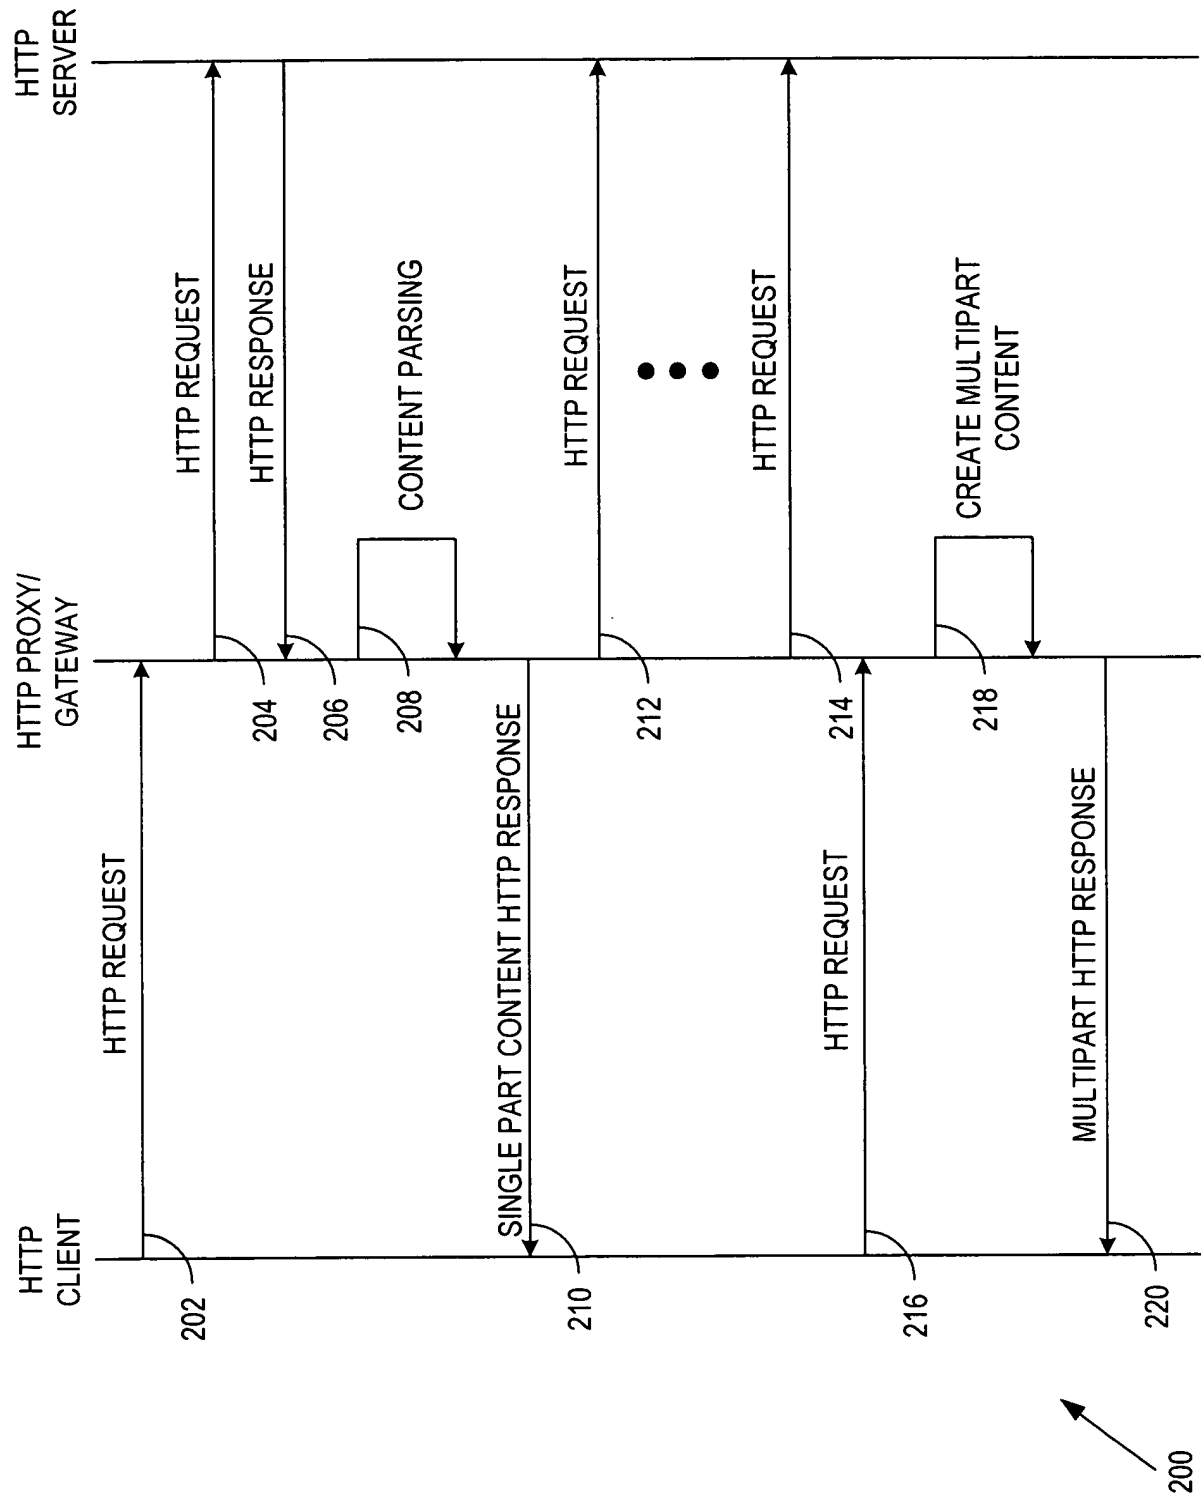 HTTP
CLIENT
HTTP PROXY/
GATEWAY
HTTP
SERVER
HTTP REQUEST
202
HTTP REQUEST
204
HTTP RESPONSE
206
CONTENT PARSING
208
SINGLE PART CONTENT HTTP RESPONSE
210
HTTP REQUEST
212
HTTP REQUEST
214
HTTP REQUEST
216
CREATE MULTIPART
CONTENT
218
MULTIPART HTTP RESPONSE
220
200